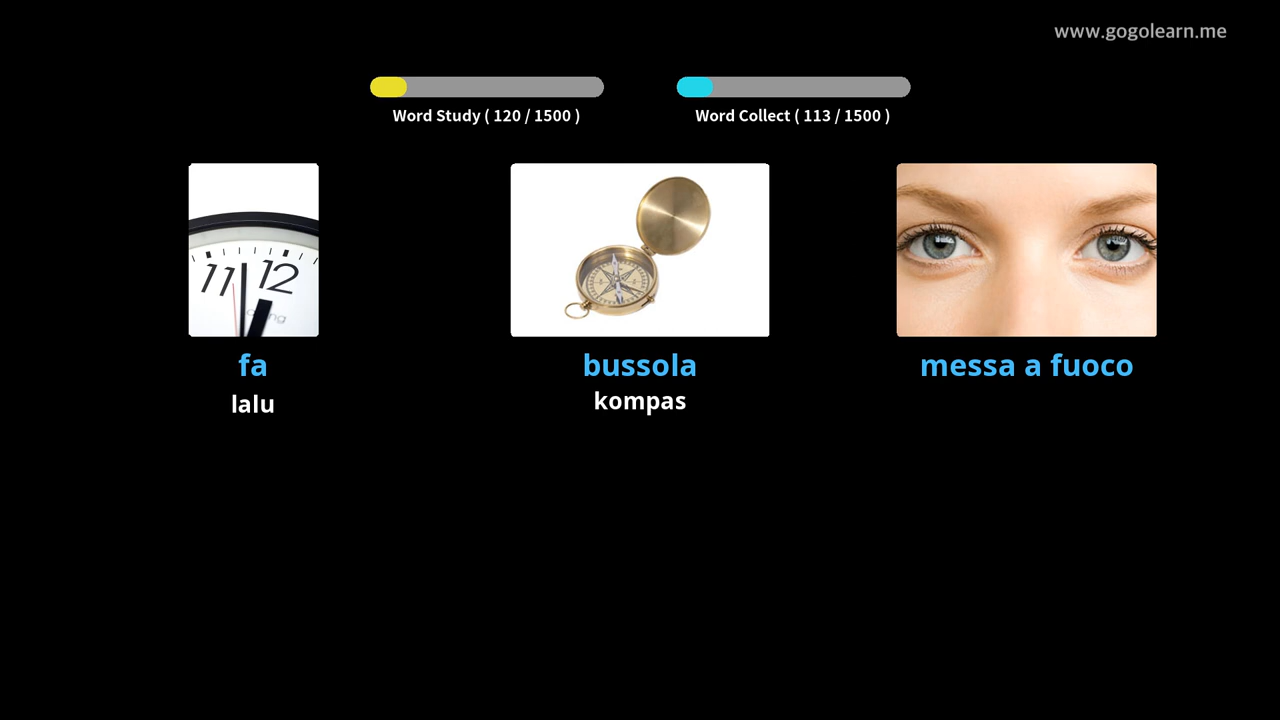 www.gogolearn.me
Word Study ( 120 / 1500 )
Word Collect ( 113 / 1500 )
11 12
fa
bussola
messa a fuoco
lalu
kompas